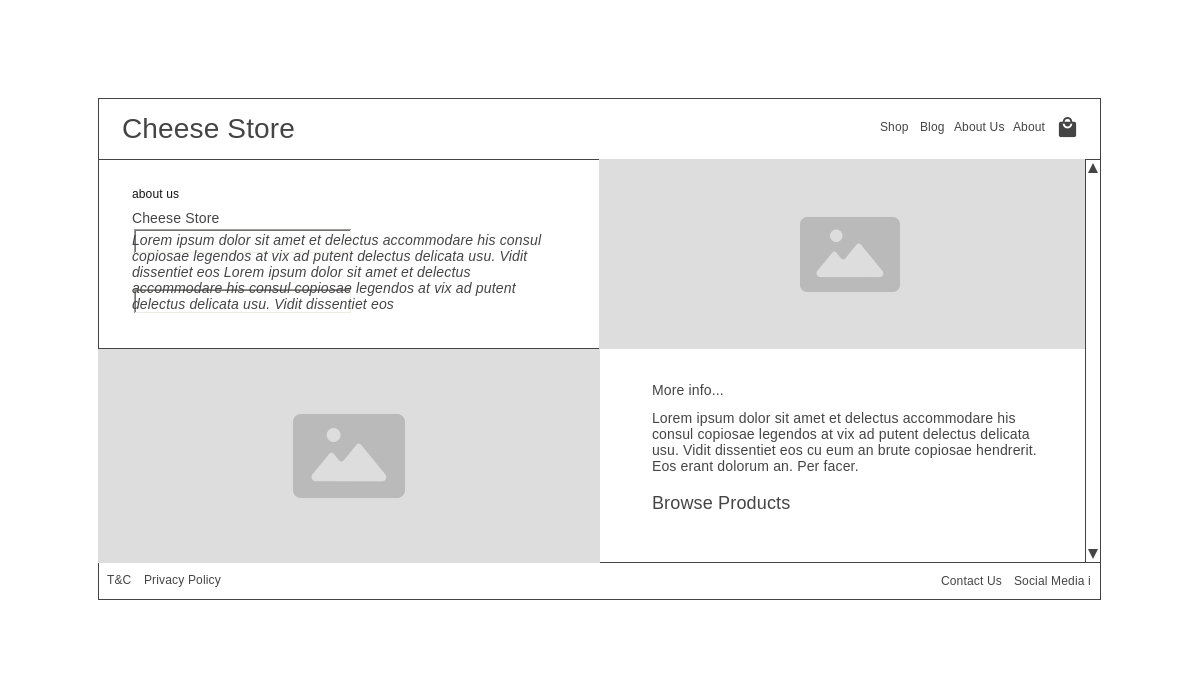 Cheese Store
Shop Blog About Us About
about us
Cheese Store
Lorem ipsum dolor sit amet et delectus accommodare his consul
copiosae legendos at vix ad putent delectus delicata usu. Vidit
dissentiet eos Lorem ipsum dolor sit amet et delectus
accommodare his consul copiosae legendos at vix ad putent
delectus delicata usu. Vidit dissentiet eos
More info...
Lorem ipsum dolor sit amet et delectus accommodare his
consul copiosae legendos at vix ad putent delectus delicata
usu. Vidit dissentiet eos cu eum an brute copiosae hendrerit.
Eos erant dolorum an. Per facer.
Browse Products
T&C Privacy Policy
Contact Us Social Media i